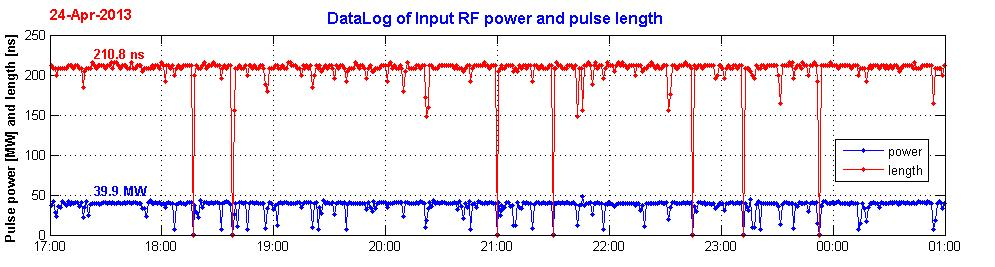 24-Apr-2013
DataLog of Input RF power and pulse length
Pulse power [MW] and length [ns]
250
200
150
100
50
0
210.8 ns
39.9 MW
power
length
17:00 18:00 19:00 20:00 21:00 22:00 23:00 00:00 01:00